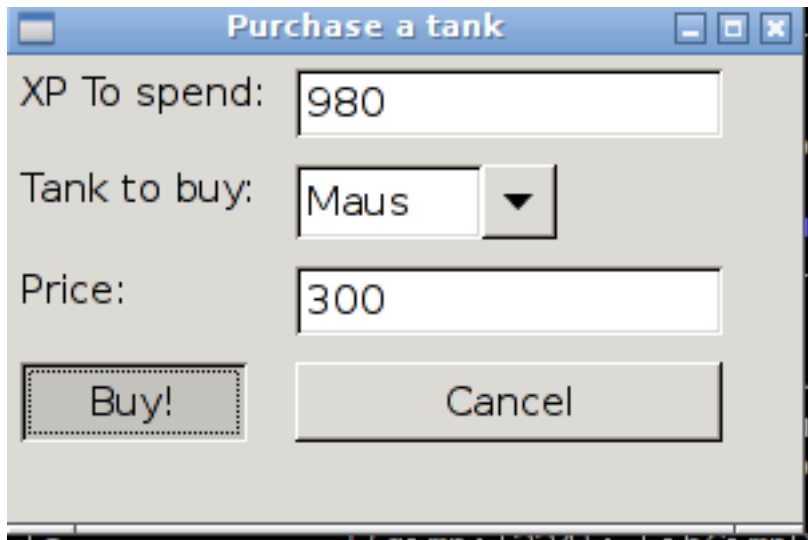 Purchase a tank
XP To spend: 980
Tank to buy: Maus
Price: 300
Buy! Cancel